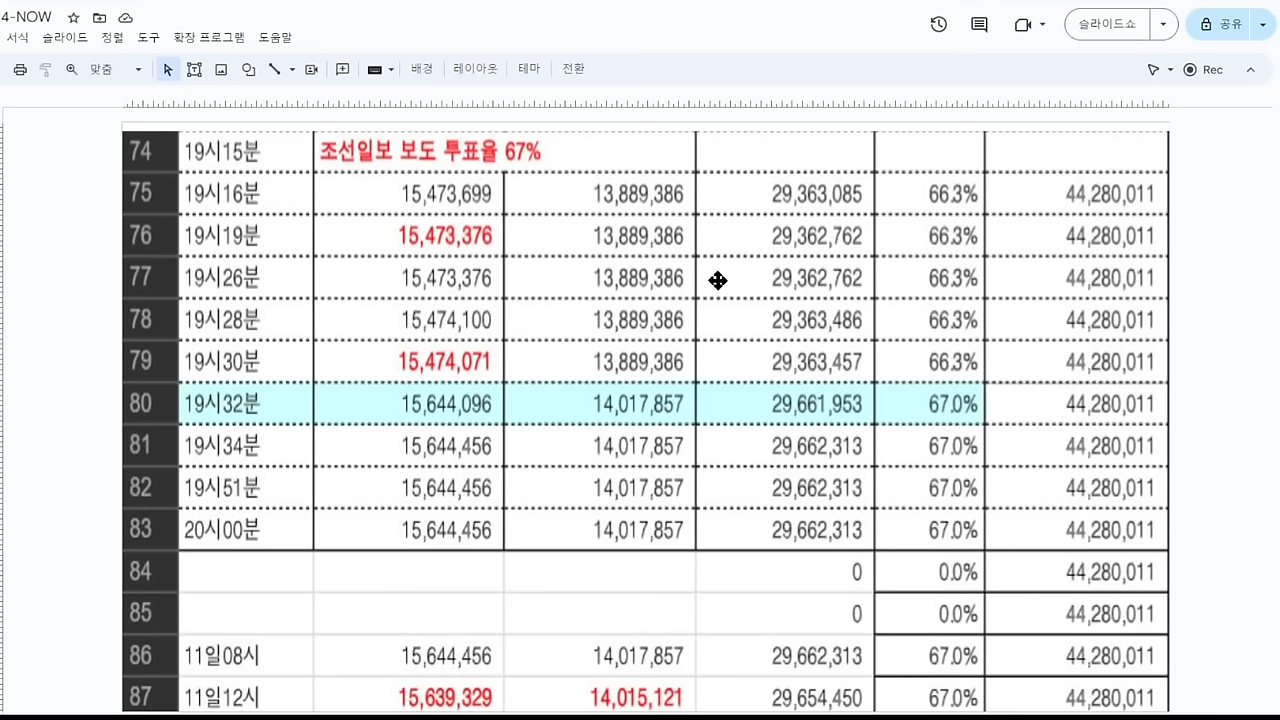 4-NOW
서식 슬라이드 정렬 도구 확장 프로그램 도움말
슬라이드쇼
공유
맞춤
배경 레이아웃 테마 전환
Rec
74 19시15분 조선일보 보도 투표율 67%
75 19시16분 15,473,699 13,889,386 29,363,085 66.3% 44,280,011
76 19시19분 15,473,376 13,889,386 29,362,762 66.3% 44,280,011
77 19시26분 15,473,376 13,889,386 29,362,762 66.3% 44,280,011
78 19시28분 15,474,100 13,889,386 29,363,486 66.3% 44,280,011
79 19시30분 15,474,071 13,889,386 29,363,457 66.3% 44,280,011
80 19시32분 15,644,096 14,017,857 29,661,953 67.0% 44,280,011
81 19시34분 15,644,456 14,017,857 29,662,313 67.0% 44,280,011
82 19시51분 15,644,456 14,017,857 29,662,313 67.0% 44,280,011
83 20시00분 15,644,456 14,017,857 29,662,313 67.0% 44,280,011
84 0 0.0% 44,280,011
85 0 0.0% 44,280,011
86 11일08시 15,644,456 14,017,857 29,662,313 67.0% 44,280,011
87 11일12시 15,639,329 14,015,121 29,654,450 67.0% 44,280,011